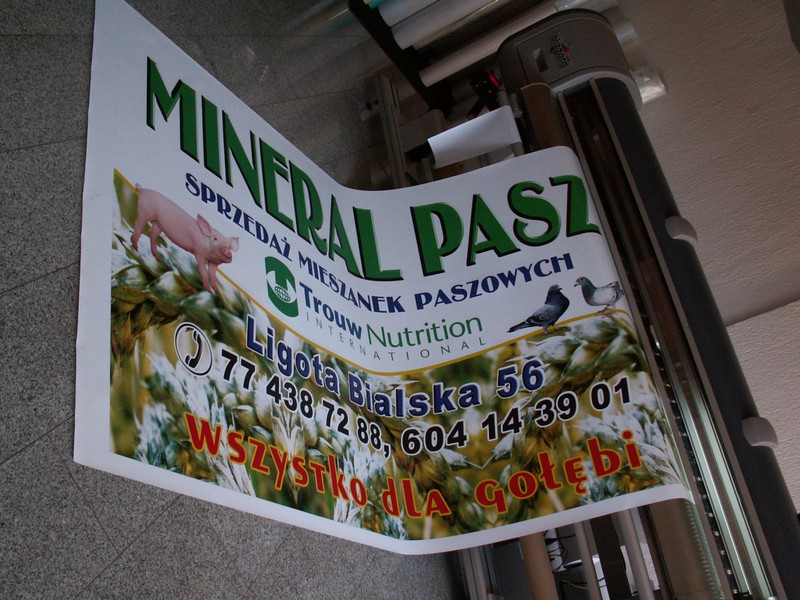 MINERAL PASZ
SPRZEDAŻ MIESZANEK PASZOWYCH
Trouw Nutrition
INTERNATIONAL
Ligota Bialska 56
77 438 72 88, 604 14 39 01
wszystko dla gołębi